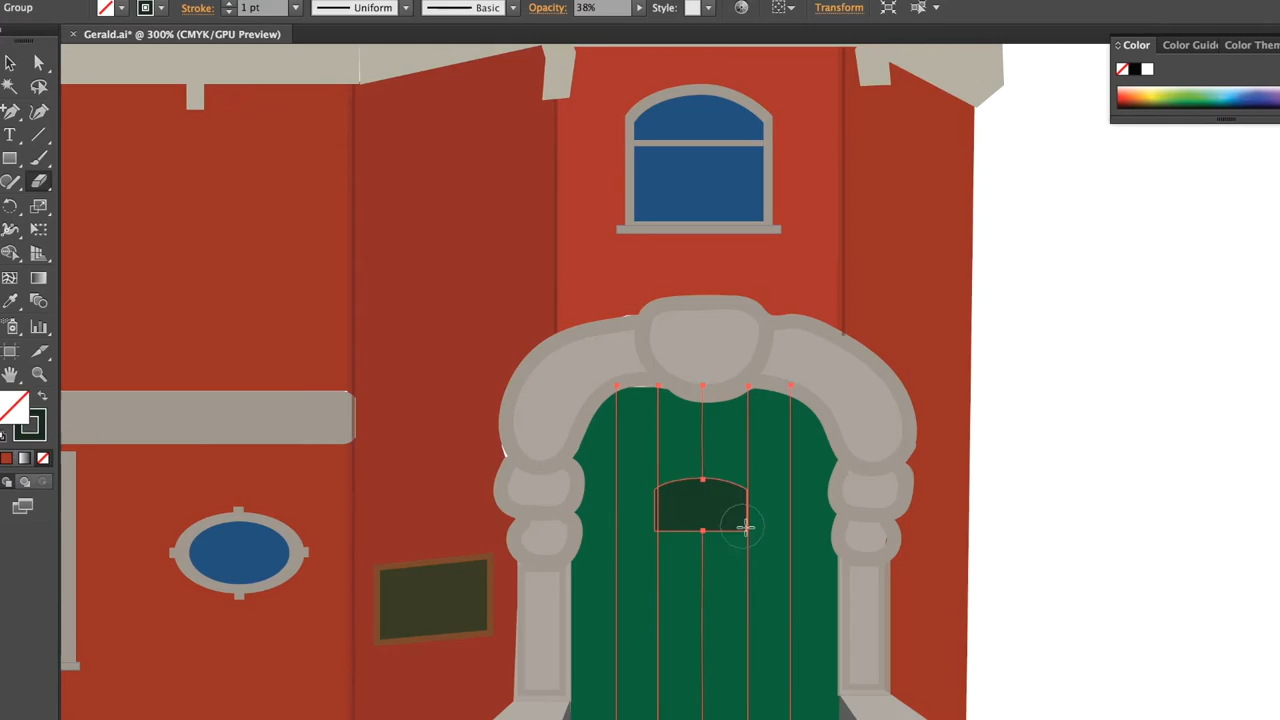 Group Stroke: 1 pt Uniform Basic Opacity: 38% Style: Transform
× Gerald.ai* @ 300% (CMYK/GPU Preview)
Color Color Guide Color Them
T